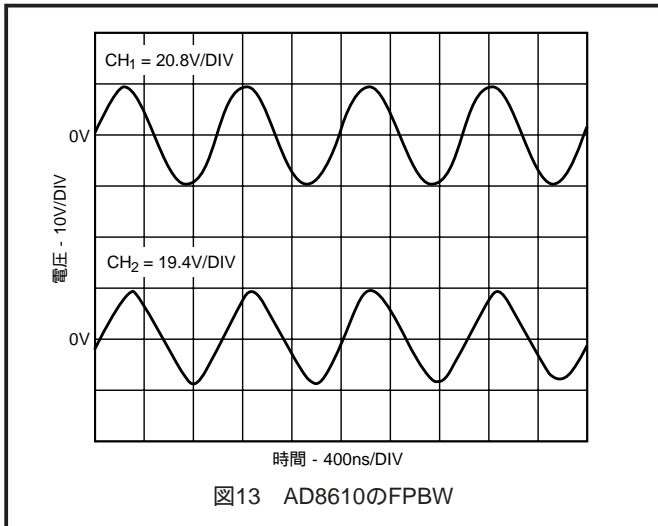 CH₁ = 20.8V/DIV
0V
電圧 - 10V/DIV
CH₂ = 19.4V/DIV
0V
時間 - 400ns/DIV
図13 AD8610のFPBW